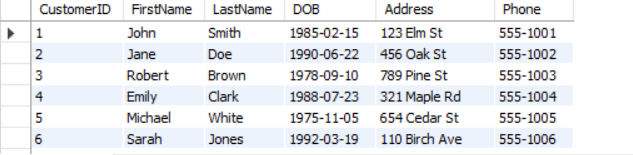 CustomerID FirstName LastName DOB Address Phone
1 John Smith 1985-02-15 123 Elm St 555-1001
2 Jane Doe 1990-06-22 456 Oak St 555-1002
3 Robert Brown 1978-09-10 789 Pine St 555-1003
4 Emily Clark 1988-07-23 321 Maple Rd 555-1004
5 Michael White 1975-11-05 654 Cedar St 555-1005
6 Sarah Jones 1992-03-19 110 Birch Ave 555-1006